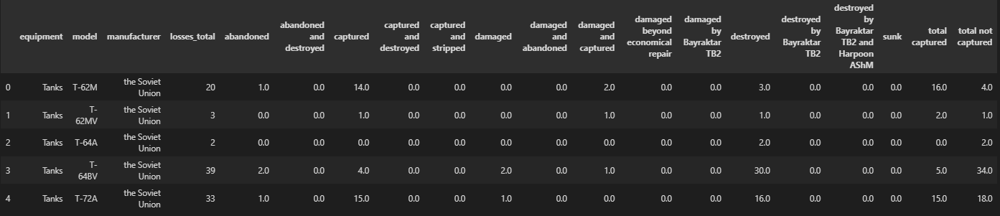 equipment model manufacturer losses_total abandoned abandoned and destroyed captured captured and destroyed captured and stripped damaged damaged and abandoned damaged and captured damaged beyond economical repair damaged by Bayraktar TB2 destroyed destroyed by Bayraktar TB2 destroyed by Bayraktar TB2 and Harpoon AShM sunk total captured total not captured
0 Tanks T-62M the Soviet Union 20 1.0 0.0 14.0 0.0 0.0 0.0 0.0 2.0 0.0 0.0 3.0 0.0 0.0 0.0 16.0 4.0
1 Tanks T-62MV the Soviet Union 3 0.0 0.0 1.0 0.0 0.0 0.0 0.0 1.0 0.0 0.0 1.0 0.0 0.0 0.0 2.0 1.0
2 Tanks T-64A the Soviet Union 2 0.0 0.0 0.0 0.0 0.0 0.0 0.0 0.0 0.0 0.0 2.0 0.0 0.0 0.0 0.0 2.0
3 Tanks T-64BV the Soviet Union 39 2.0 0.0 4.0 0.0 0.0 2.0 0.0 1.0 0.0 0.0 30.0 0.0 0.0 0.0 5.0 34.0
4 Tanks T-72A the Soviet Union 33 1.0 0.0 15.0 0.0 0.0 1.0 0.0 0.0 0.0 0.0 16.0 0.0 0.0 0.0 15.0 18.0